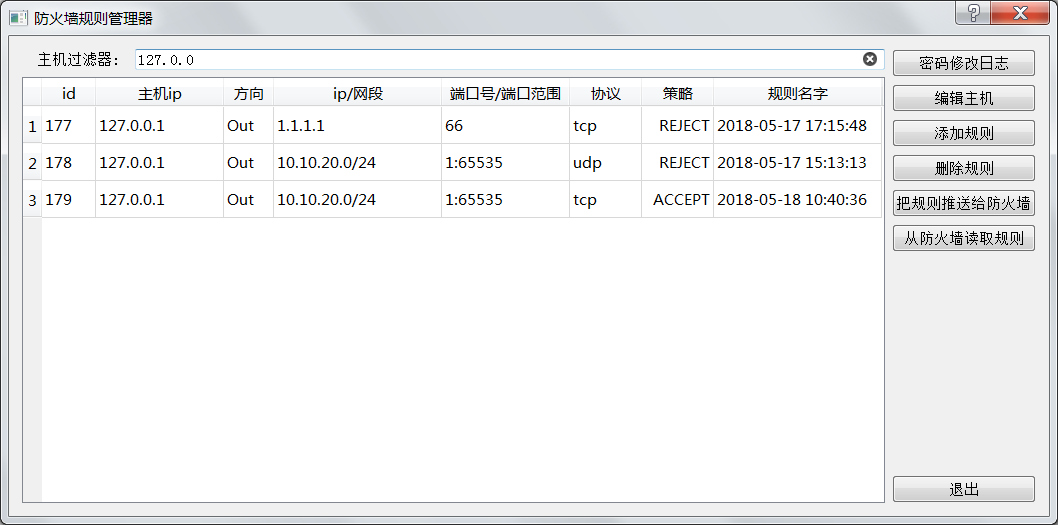 防火墙规则管理器
主机过滤器： 127.0.0
id 主机ip 方向 ip/网段 端口号/端口范围 协议 策略 规则名字
1 177 127.0.0.1 Out 1.1.1.1 66 tcp REJECT 2018-05-17 17:15:48
2 178 127.0.0.1 Out 10.10.20.0/24 1:65535 udp REJECT 2018-05-17 15:13:13
3 179 127.0.0.1 Out 10.10.20.0/24 1:65535 tcp ACCEPT 2018-05-18 10:40:36
密码修改日志
编辑主机
添加规则
删除规则
把规则推送给防火墙
从防火墙读取规则
退出